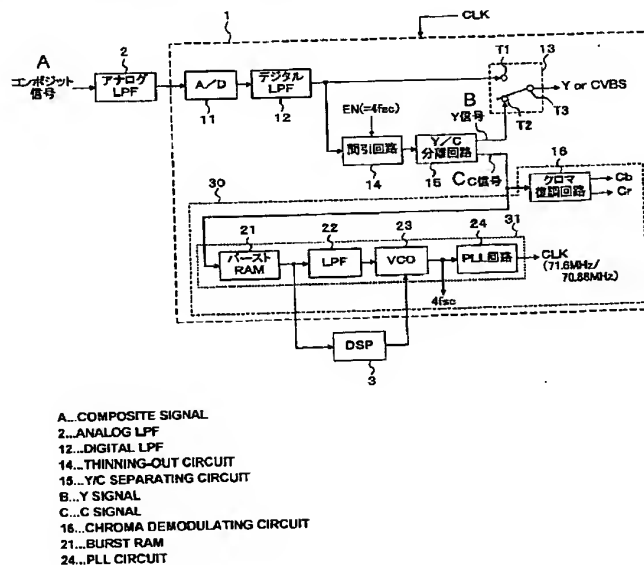 1
CLK
A
コンポジット
信号
2
アナログ
LPF
A/D
11
デジタル
LPF
12
T1
13
Y or CVBS
T3
T2
B
Y信号
EN(=4fsc)
間引回路
14
Y/C
分離回路
15
C C信号
16
クロマ
復調回路
Cb
Cr
30
31
21
バースト
RAM
22
LPF
23
VCO
24
PLL回路
CLK
(71.6MHz/
70.88MHz)
4fsc
DSP
3
A...COMPOSITE SIGNAL
2...ANALOG LPF
12...DIGITAL LPF
14...THINNING-OUT CIRCUIT
15...Y/C SEPARATING CIRCUIT
B...Y SIGNAL
C...C SIGNAL
16...CHROMA DEMODULATING CIRCUIT
21...BURST RAM
24...PLL CIRCUIT